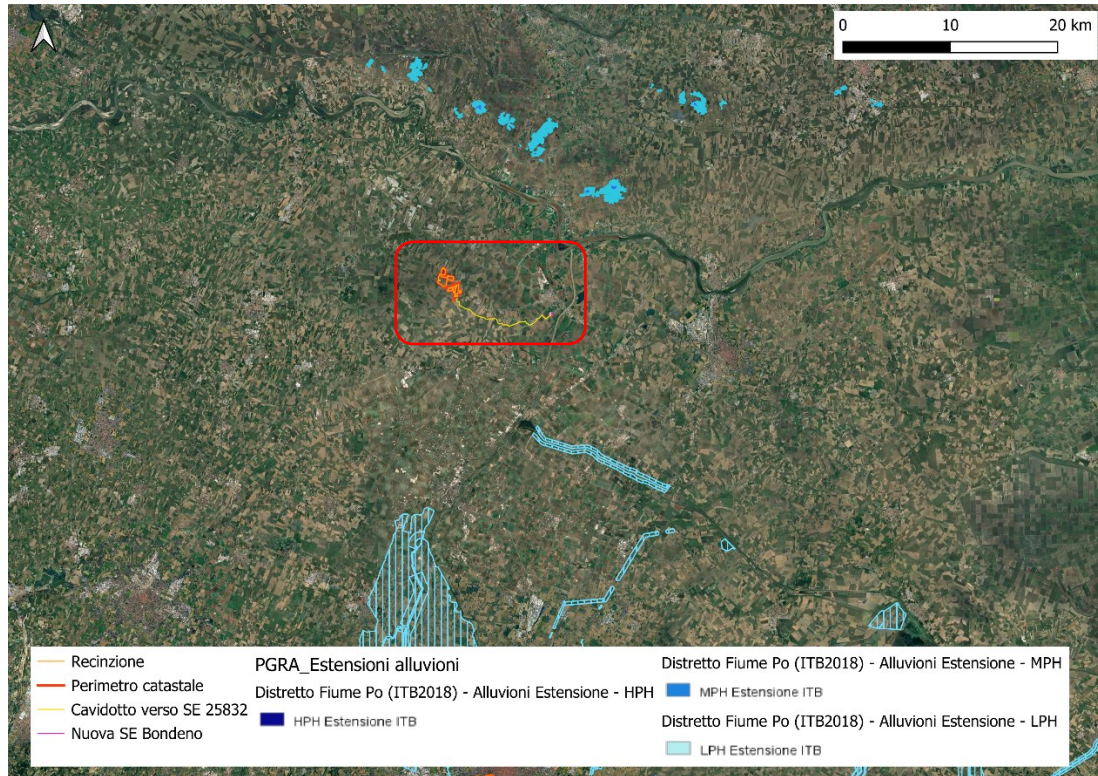 0 10 20 km
Recinzione
Perimetro catastale
Cavidotto verso SE 25832
Nuova SE Bondeno
PGRA_Estensioni alluvioni
Distretto Fiume Po (ITB2018) - Alluvioni Estensione - HPH
HPH Estensione ITB
Distretto Fiume Po (ITB2018) - Alluvioni Estensione - MPH
MPH Estensione ITB
Distretto Fiume Po (ITB2018) - Alluvioni Estensione - LPH
LPH Estensione ITB